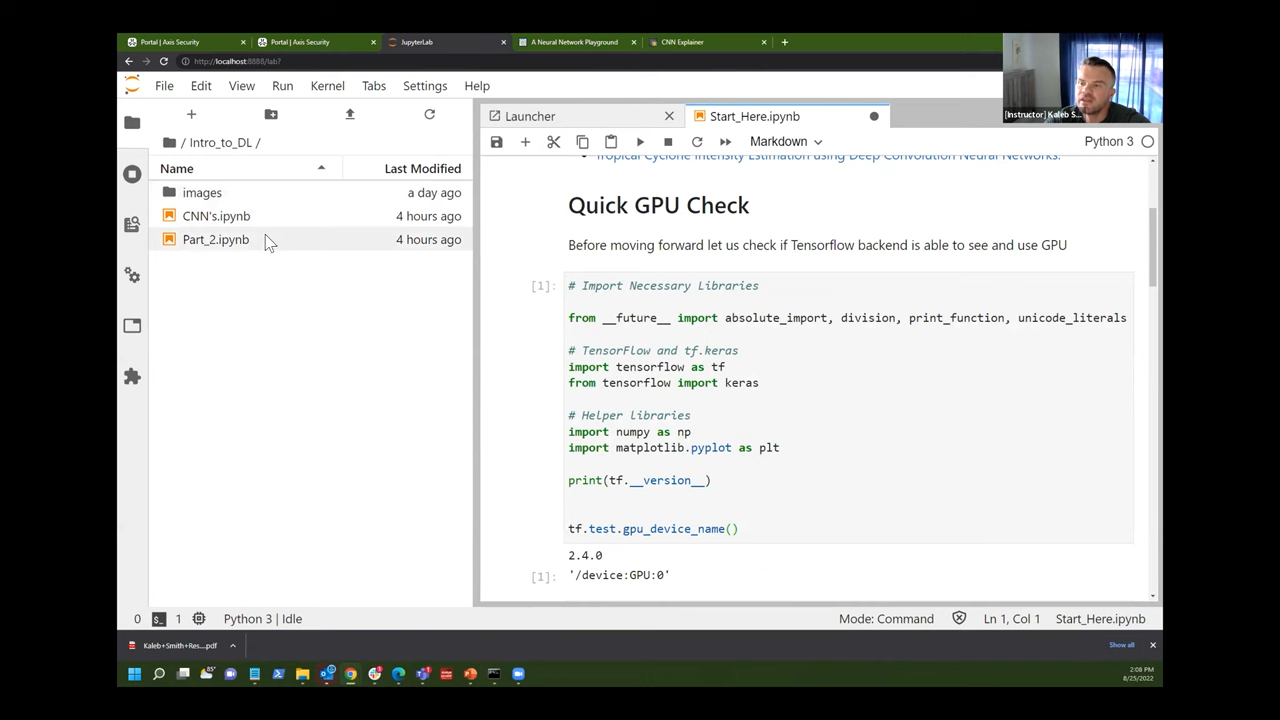 Portal | Axis Security
Portal | Axis Security
JupyterLab
A Neural Network Playground
CNN Explainer
http://localhost:8888/lab?
File Edit View Run Kernel Tabs Settings Help
[Instructor] Kaleb S...
Launcher
Start_Here.ipynb
/ Intro_to_DL /
Markdown
Python 3
Name
Last Modified
images
a day ago
CNN's.ipynb
4 hours ago
Part_2.ipynb
4 hours ago
Tropical Cyclone Intensity Estimation using Deep Convolution Neural Networks.
Quick GPU Check
Before moving forward let us check if Tensorflow backend is able to see and use GPU
[1]:
# Import Necessary Libraries
from __future__ import absolute_import, division, print_function, unicode_literals
# TensorFlow and tf.keras
import tensorflow as tf
from tensorflow import keras
# Helper libraries
import numpy as np
import matplotlib.pyplot as plt
print(tf.__version__)
tf.test.gpu_device_name()
2.4.0
[1]:
'/device:GPU:0'
0
1
Python 3 | Idle
Mode: Command
Ln 1, Col 1
Start_Here.ipynb
Kaleb+Smith+Res....pdf
Show all
85°
2:08 PM
8/25/2022